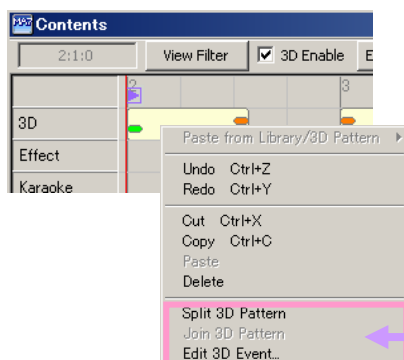 Contents
2:1:0 View Filter 3D Enable E
2 3
3D
Effect
Karaoke
Paste from Library/3D Pattern
Undo Ctrl+Z
Redo Ctrl+Y
Cut Ctrl+X
Copy Ctrl+C
Paste
Delete
Split 3D Pattern
Join 3D Pattern
Edit 3D Event...